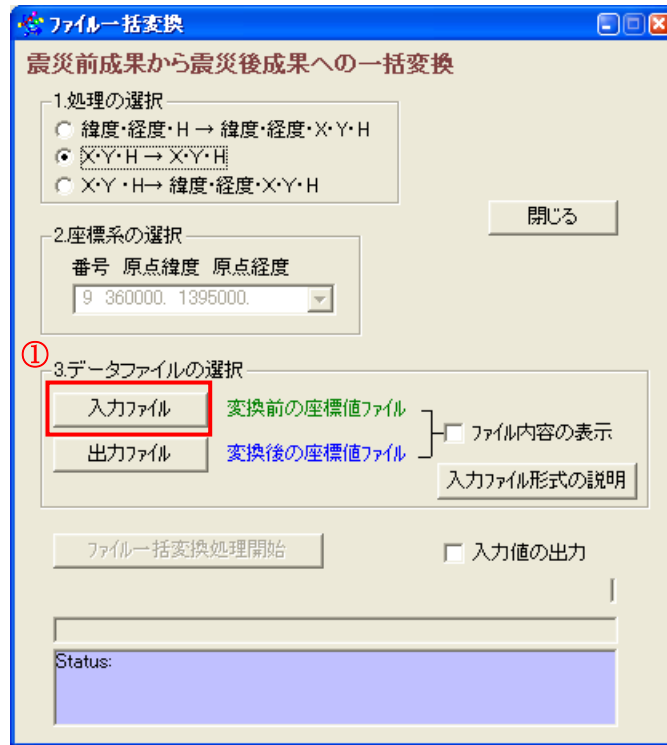 ファイル一括変換
震災前成果から震災後成果への一括変換
1.処理の選択
緯度・経度・H → 緯度・経度・X・Y・H
X・Y・H → X・Y・H
X・Y・H→ 緯度・経度・X・Y・H
閉じる
2.座標系の選択
番号 原点緯度 原点経度
9 360000. 1395000.
①
3.データファイルの選択
入力ファイル 変換前の座標値ファイル
ファイル内容の表示
出力ファイル 変換後の座標値ファイル
入力ファイル形式の説明
ファイル一括変換処理開始 入力値の出力
Status: